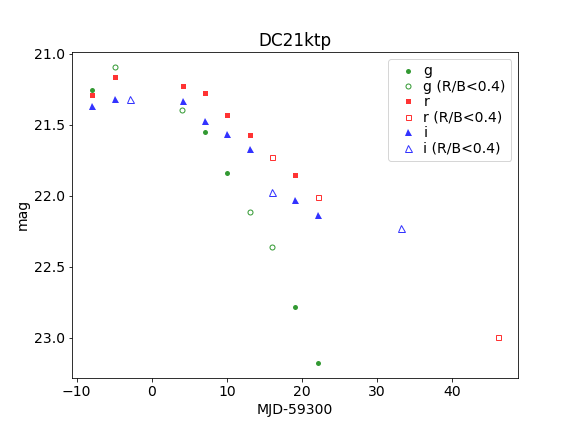 DC21ktp
21.0
21.5
22.0
22.5
23.0
mag
g
g (R/B<0.4)
r
r (R/B<0.4)
i
i (R/B<0.4)
−10 0 10 20 30 40
MJD-59300